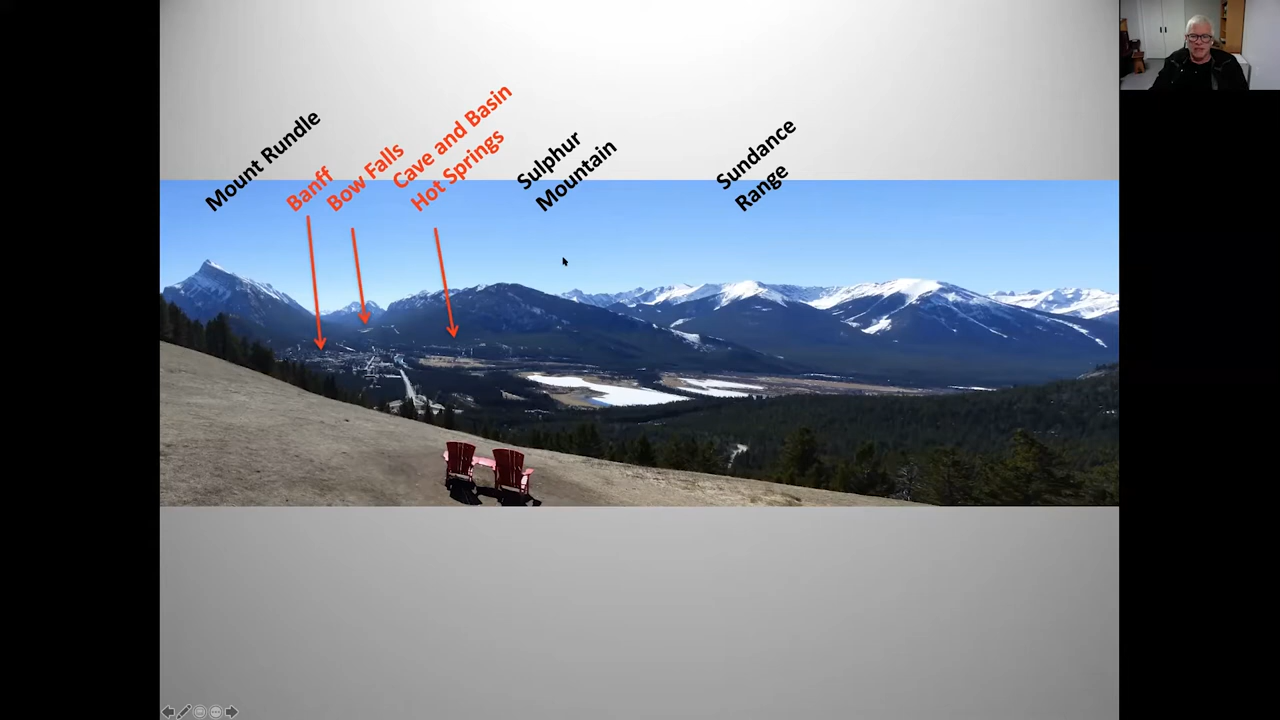 Mount Rundle
Banff
Bow Falls
Cave and Basin
Hot Springs
Sulphur
Mountain
Sundance
Range